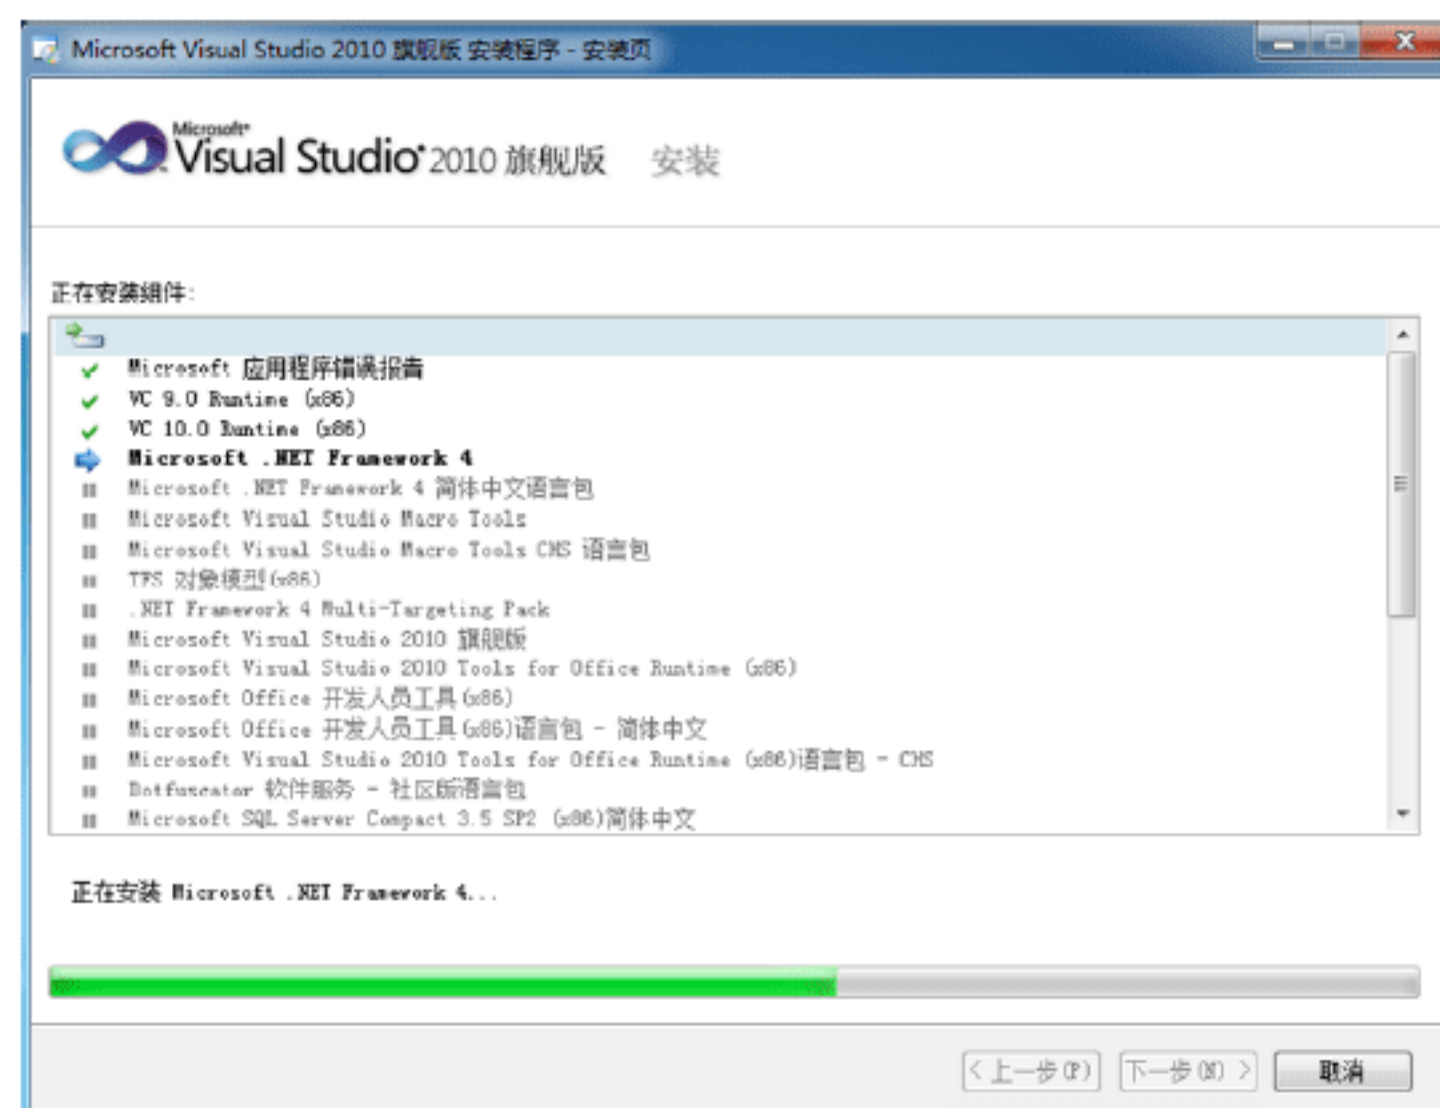 Microsoft Visual Studio 2010 旗舰版 安装程序 - 安装页
Microsoft
Visual Studio 2010 旗舰版 安装
正在安装组件:
Microsoft 应用程序错误报告
VC 9.0 Runtime (x86)
VC 10.0 Runtime (x86)
Microsoft .NET Framework 4
Microsoft .NET Framework 4 简体中文语言包
Microsoft Visual Studio Macro Tools
Microsoft Visual Studio Macro Tools CHS 语言包
TFS 对象模型(x86)
.NET Framework 4 Multi-Targeting Pack
Microsoft Visual Studio 2010 旗舰版
Microsoft Visual Studio 2010 Tools for Office Runtime (x86)
Microsoft Office 开发人员工具(x86)
Microsoft Office 开发人员工具(x86)语言包 - 简体中文
Microsoft Visual Studio 2010 Tools for Office Runtime (x86)语言包 - CHS
Dotfuscator 软件服务 - 社区版语言包
Microsoft SQL Server Compact 3.5 SP2 (x86)简体中文
正在安装 Microsoft .NET Framework 4...
< 上一步(P) 下一步(N) > 取消